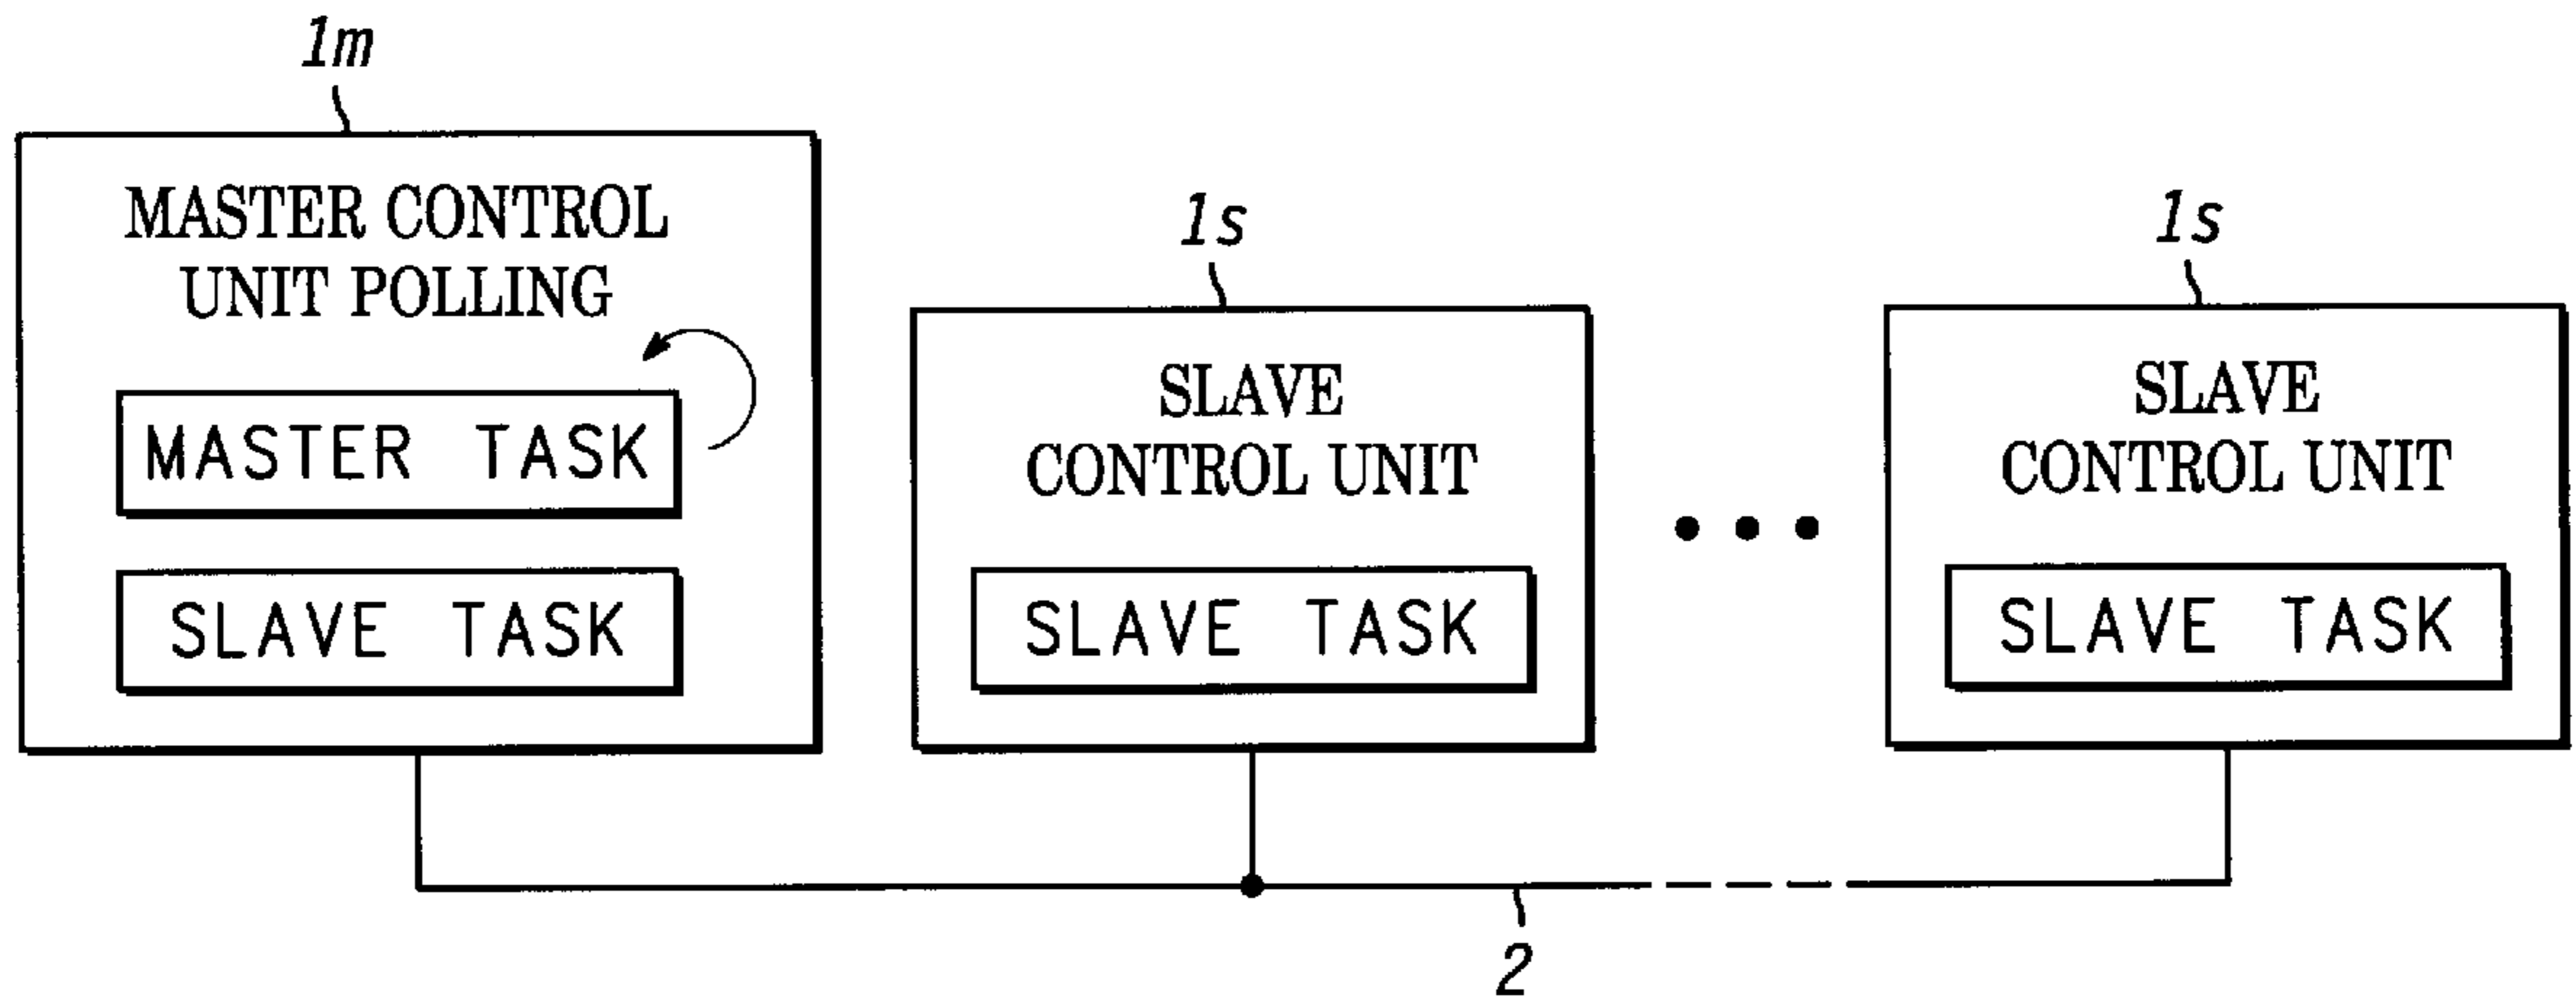 1m
MASTER CONTROL
UNIT POLLING
MASTER TASK
SLAVE TASK
1s
SLAVE
CONTROL UNIT
SLAVE TASK
1s
SLAVE
CONTROL UNIT
SLAVE TASK
2